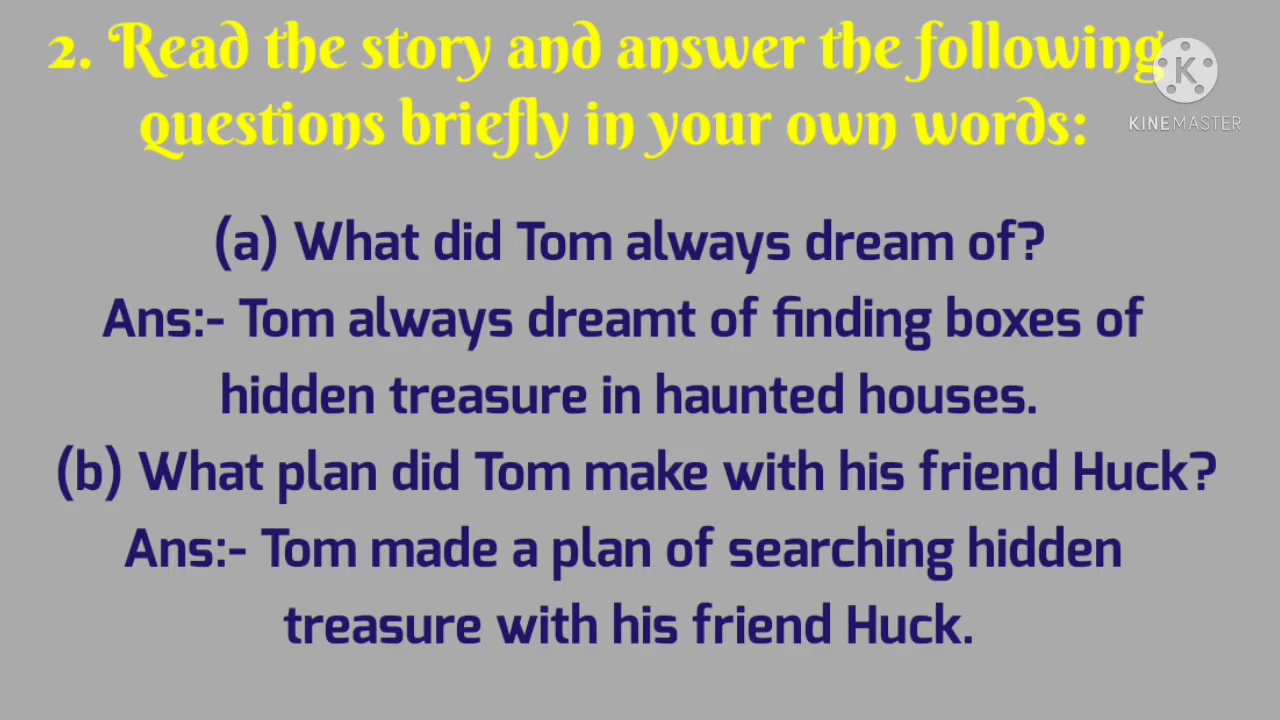 2. Read the story and answer the following
questions briefly in your own words:
K
KINEMASTER
(a) What did Tom always dream of?
Ans:- Tom always dreamt of finding boxes of
hidden treasure in haunted houses.
(b) What plan did Tom make with his friend Huck?
Ans:- Tom made a plan of searching hidden
treasure with his friend Huck.